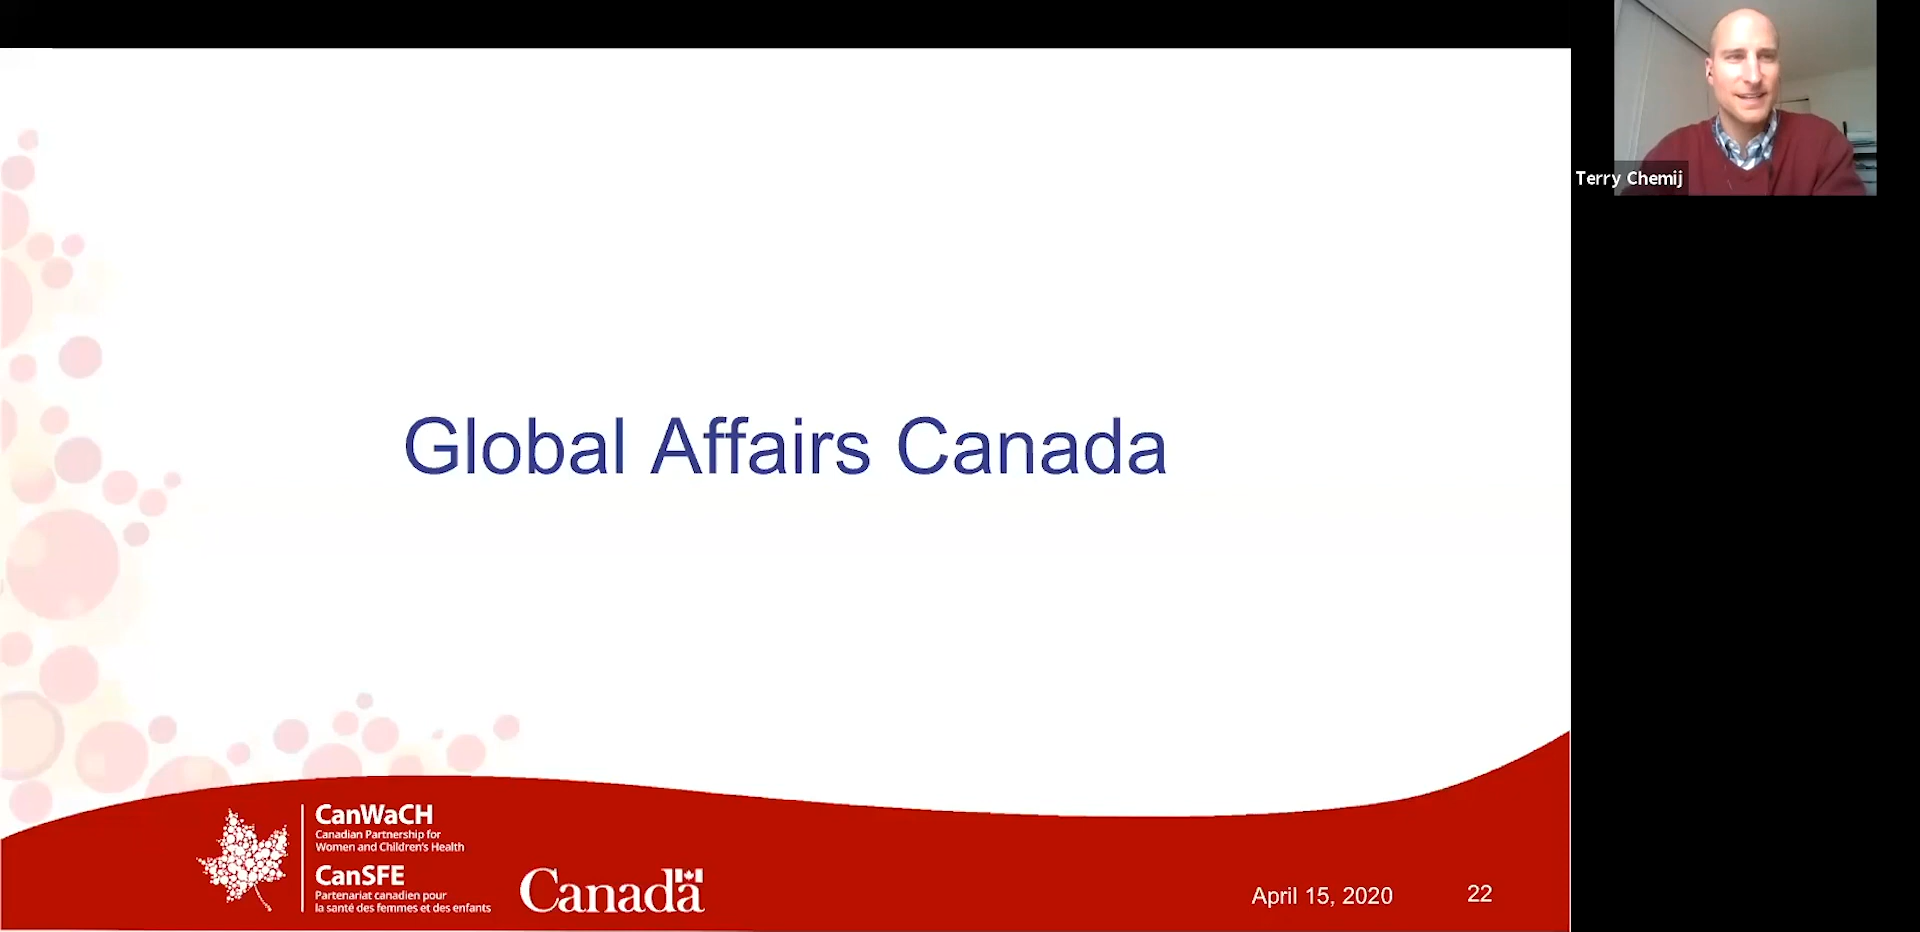 Terry Chemij
Global Affairs Canada
CanWaCH
Canadian Partnership for
Women and Children's Health
CanSFE
Partenariat canadien pour
la santé des femmes et des enfants
Canada
April 15, 2020
22